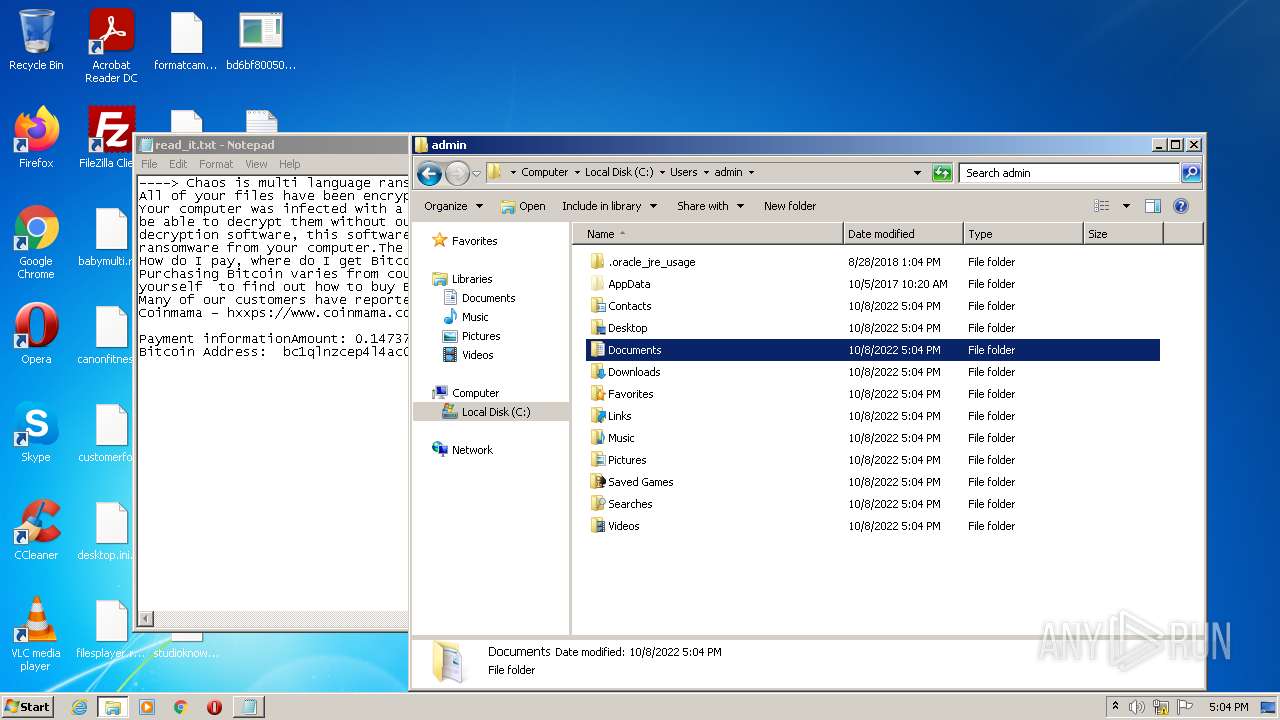 Recycle Bin
Acrobat
Reader DC
formatcam...
bd6bf80050...
Firefox
FileZilla Clie
Google
Chrome
babymulti.r
Opera
canonfitnes
Skype
customerfo
CCleaner
desktop.ini.
VLC media
player
filesplayer.r...
studioknow...
read_it.txt - Notepad
File Edit Format View Help
----> Chaos is multi language rans
All of your files have been encryp
Your computer was infected with a
be able to decrypt them without ou
decryption software, this software
ransomware from your computer.The
How do I pay, where do I get Bitco
Purchasing Bitcoin varies from cou
yourself  to find out how to buy B
Many of our customers have reporte
Coinmama - hxxps://www.coinmama.co
Payment informationAmount: 0.14737
Bitcoin Address:  bc1qlnzcep4l4ac0
admin
Computer Local Disk (C:) Users admin
Search admin
Organize Open Include in library Share with New folder
Favorites
Libraries
Documents
Music
Pictures
Videos
Computer
Local Disk (C:)
Network
Name Date modified Type Size
.oracle_jre_usage 8/28/2018 1:04 PM File folder
AppData 10/5/2017 10:20 AM File folder
Contacts 10/8/2022 5:04 PM File folder
Desktop 10/8/2022 5:04 PM File folder
Documents 10/8/2022 5:04 PM File folder
Downloads 10/8/2022 5:04 PM File folder
Favorites 10/8/2022 5:04 PM File folder
Links 10/8/2022 5:04 PM File folder
Music 10/8/2022 5:04 PM File folder
Pictures 10/8/2022 5:04 PM File folder
Saved Games 10/8/2022 5:04 PM File folder
Searches 10/8/2022 5:04 PM File folder
Videos 10/8/2022 5:04 PM File folder
Documents Date modified: 10/8/2022 5:04 PM
File folder
ANY RUN
Start
5:04 PM